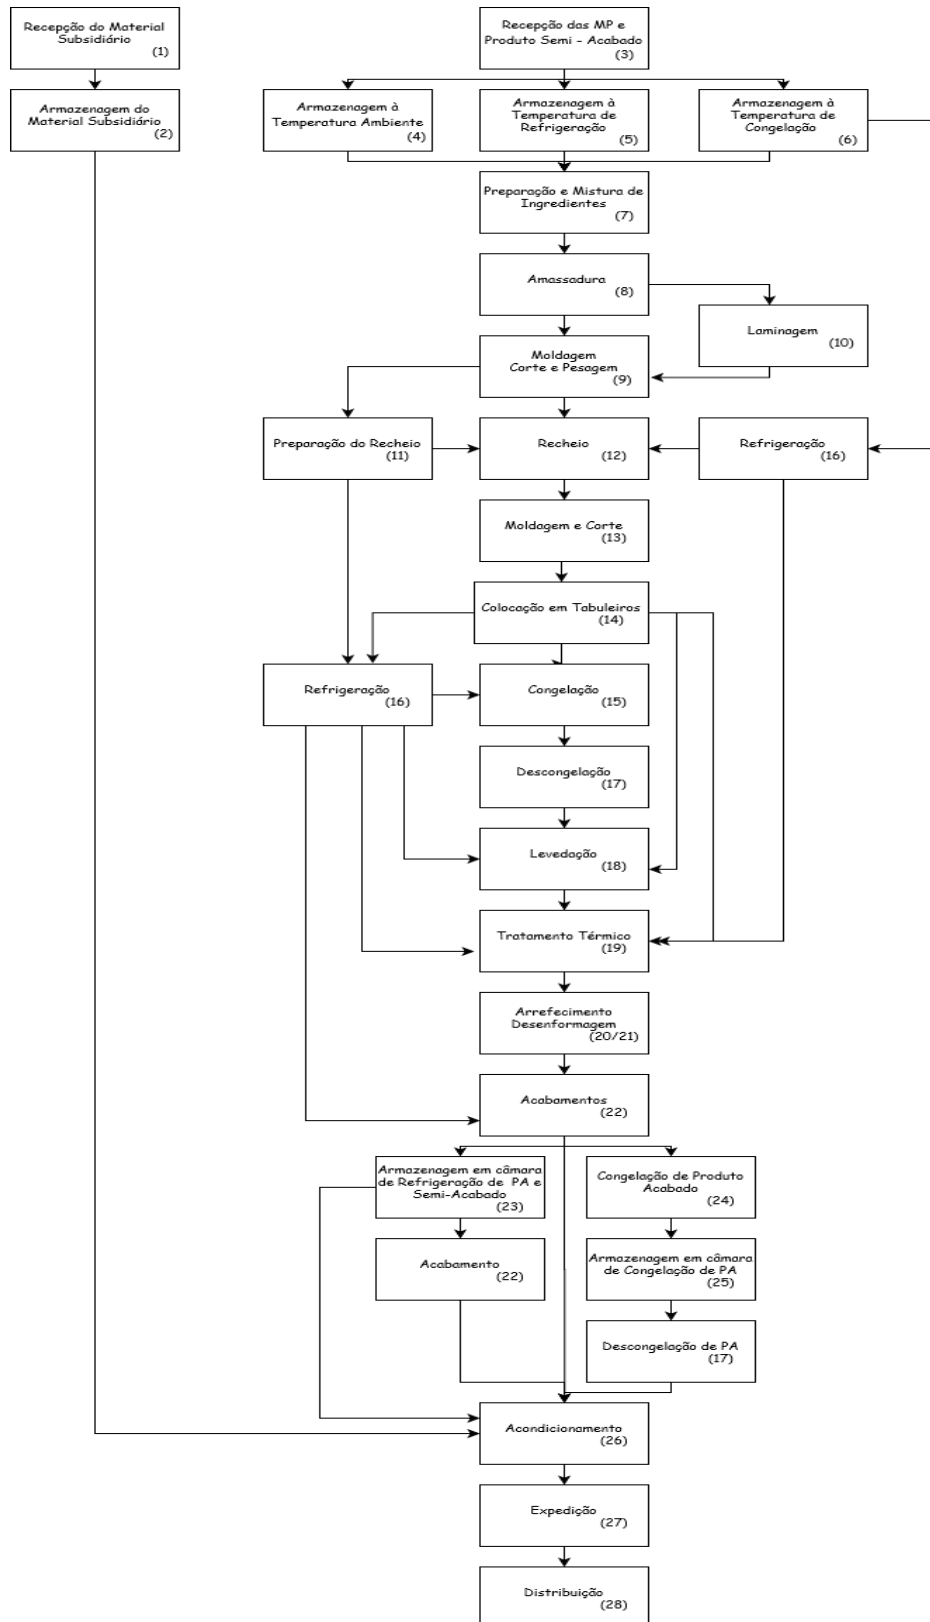 Recepção do Material
Subsidiário
(1)
Recepção das MP e
Produto Semi - Acabado
(3)
Armazenagem do
Material Subsidiário
(2)
Armazenagem à
Temperatura Ambiente
(4)
Armazenagem à
Temperatura de
Refrigeração
(5)
Armazenagem à
Temperatura de
Congelação
(6)
Preparação e Mistura de
Ingredientes
(7)
Amassadura
(8)
Laminagem
(10)
Moldagem
Corte e Pesagem
(9)
Preparação do Recheio
(11)
Recheio
(12)
Refrigeração
(16)
Moldagem e Corte
(13)
Colocação em Tabuleiros
(14)
Refrigeração
(16)
Congelação
(15)
Descongelação
(17)
Levedação
(18)
Tratamento Térmico
(19)
Arrefecimento
Desenformagem
(20/21)
Acabamentos
(22)
Armazenagem em câmara
de Refrigeração de PA e
Semi-Acabado
(23)
Congelação de Produto
Acabado
(24)
Acabamento
(22)
Armazenagem em câmara
de Congelação de PA
(25)
Descongelação de PA
(17)
Acondicionamento
(26)
Expedição
(27)
Distribuição
(28)